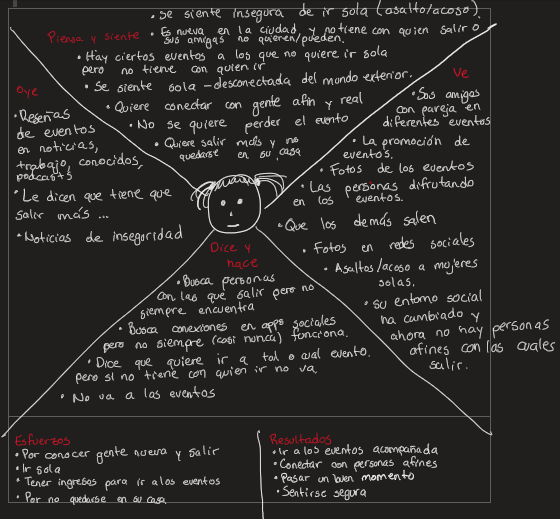 • Se siente insegura de ir sola (asalto/acoso).
Piensa y siente
• Es nueva en la ciudad, y no tiene con quien salir o
sus amigas no quieren/pueden.
• Hay ciertos eventos a los que no quiere ir sola
pero no tiene con quien ir
• Se siente sola – desconectada del mundo exterior.
• Quiere conectar con gente afin y real
• No se quiere perder el evento
• Quiere salir más y no
quedarse en su casa
Oye
• Reseñas
de eventos
en noticias,
trabajo, conocidos,
podcasts
• Le dicen que tiene que
salir más ...
• Noticias de inseguridad
Ve
• Sus amigas
con pareja en
diferentes eventos
• La promoción de
eventos.
• Fotos de los eventos
• Las personas difrutando
en los eventos.
• Que los demás salen
• Fotos en redes sociales
• Asaltos/acoso a mujeres
solas.
• su entorno social
ha cambiado y
ahora no hay personas
afines con las cuales
salir.
Dice y
hace
• Busca personas
con las que salir pero no
siempre encuentra
• Busca conexiones en apps sociales
pero no siempre (casi nunca) funciona.
• Dice que quiere ir a tal o cual evento.
pero si no tiene con quien ir no va
• No va a los eventos
Esfuerzos
• Por conocer gente nueva y salir
• Ir sola
• Tener ingresos para ir a los eventos
• Por no quedarse en su casa
Resultados
• Ir a los eventos acompañada
• Conectar con personas afines
• Pasar un buen momento
• Sentirse segura